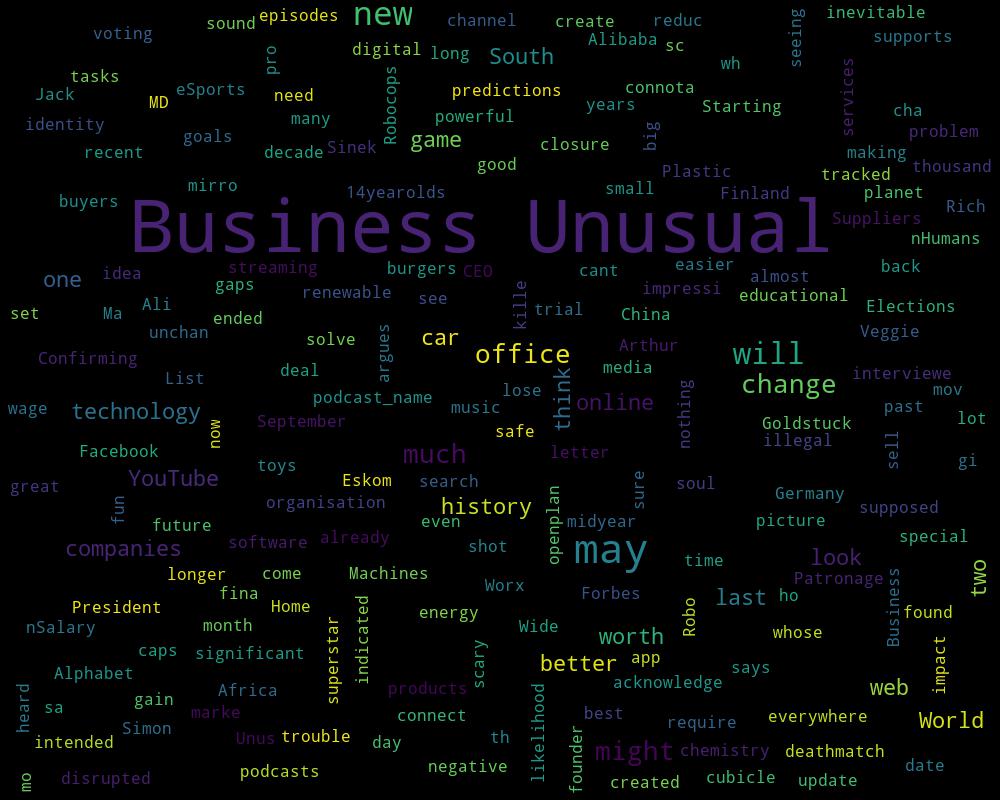 sound episodes new channel create reduc inevitable
voting digital long South Alibaba sc seeing supports
pro wh
tasks Jack MD eSports need Robocops predictions years connota Starting services cha
identity goals many powerful game big problem
recent decade Sinek good closure making thousand
Plastic tracked
buyers mirro 14yearolds small Finland planet Rich
Business Unusual
Suppliers
nHumans
one idea streaming burgers CEO cant easier almost back
gaps renewable see kille trial impressi educational Elections
set Ma Ali ended China Veggie
unchan solve argues car office media Arthur will
Confirming List deal think change interviewe
podcast_name lose mov
wage technology September music online nothing past lot
now safe Goldstuck
Facebook much letter illegal sell
toys gi
great YouTube Eskom search sure soul Germany
fun organisation history openplan supposed
future even midyear picture special
companies software already shot may time look
longer come Machines Patronage two
President fina Home Worx Forbes last ho Business found
nSalary month indicated energy Wide Robo whose
caps significant superstar scary worth
Alphabet better app says impact
heard gain Africa products acknowledge web
sa marke connect likelihood best require everywhere World
Simon
intended Unus trouble day th founder might chemistry deathmatch
mo disrupted podcasts negative created cubicle update date